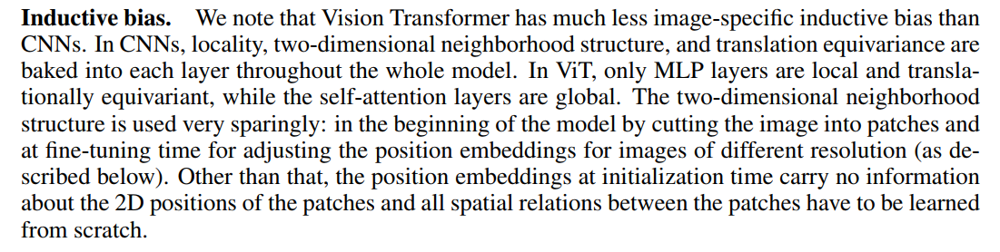 Inductive bias. We note that Vision Transformer has much less image-specific inductive bias than
CNNs. In CNNs, locality, two-dimensional neighborhood structure, and translation equivariance are
baked into each layer throughout the whole model. In ViT, only MLP layers are local and transla-
tionally equivariant, while the self-attention layers are global. The two-dimensional neighborhood
structure is used very sparingly: in the beginning of the model by cutting the image into patches and
at fine-tuning time for adjusting the position embeddings for images of different resolution (as de-
scribed below). Other than that, the position embeddings at initialization time carry no information
about the 2D positions of the patches and all spatial relations between the patches have to be learned
from scratch.